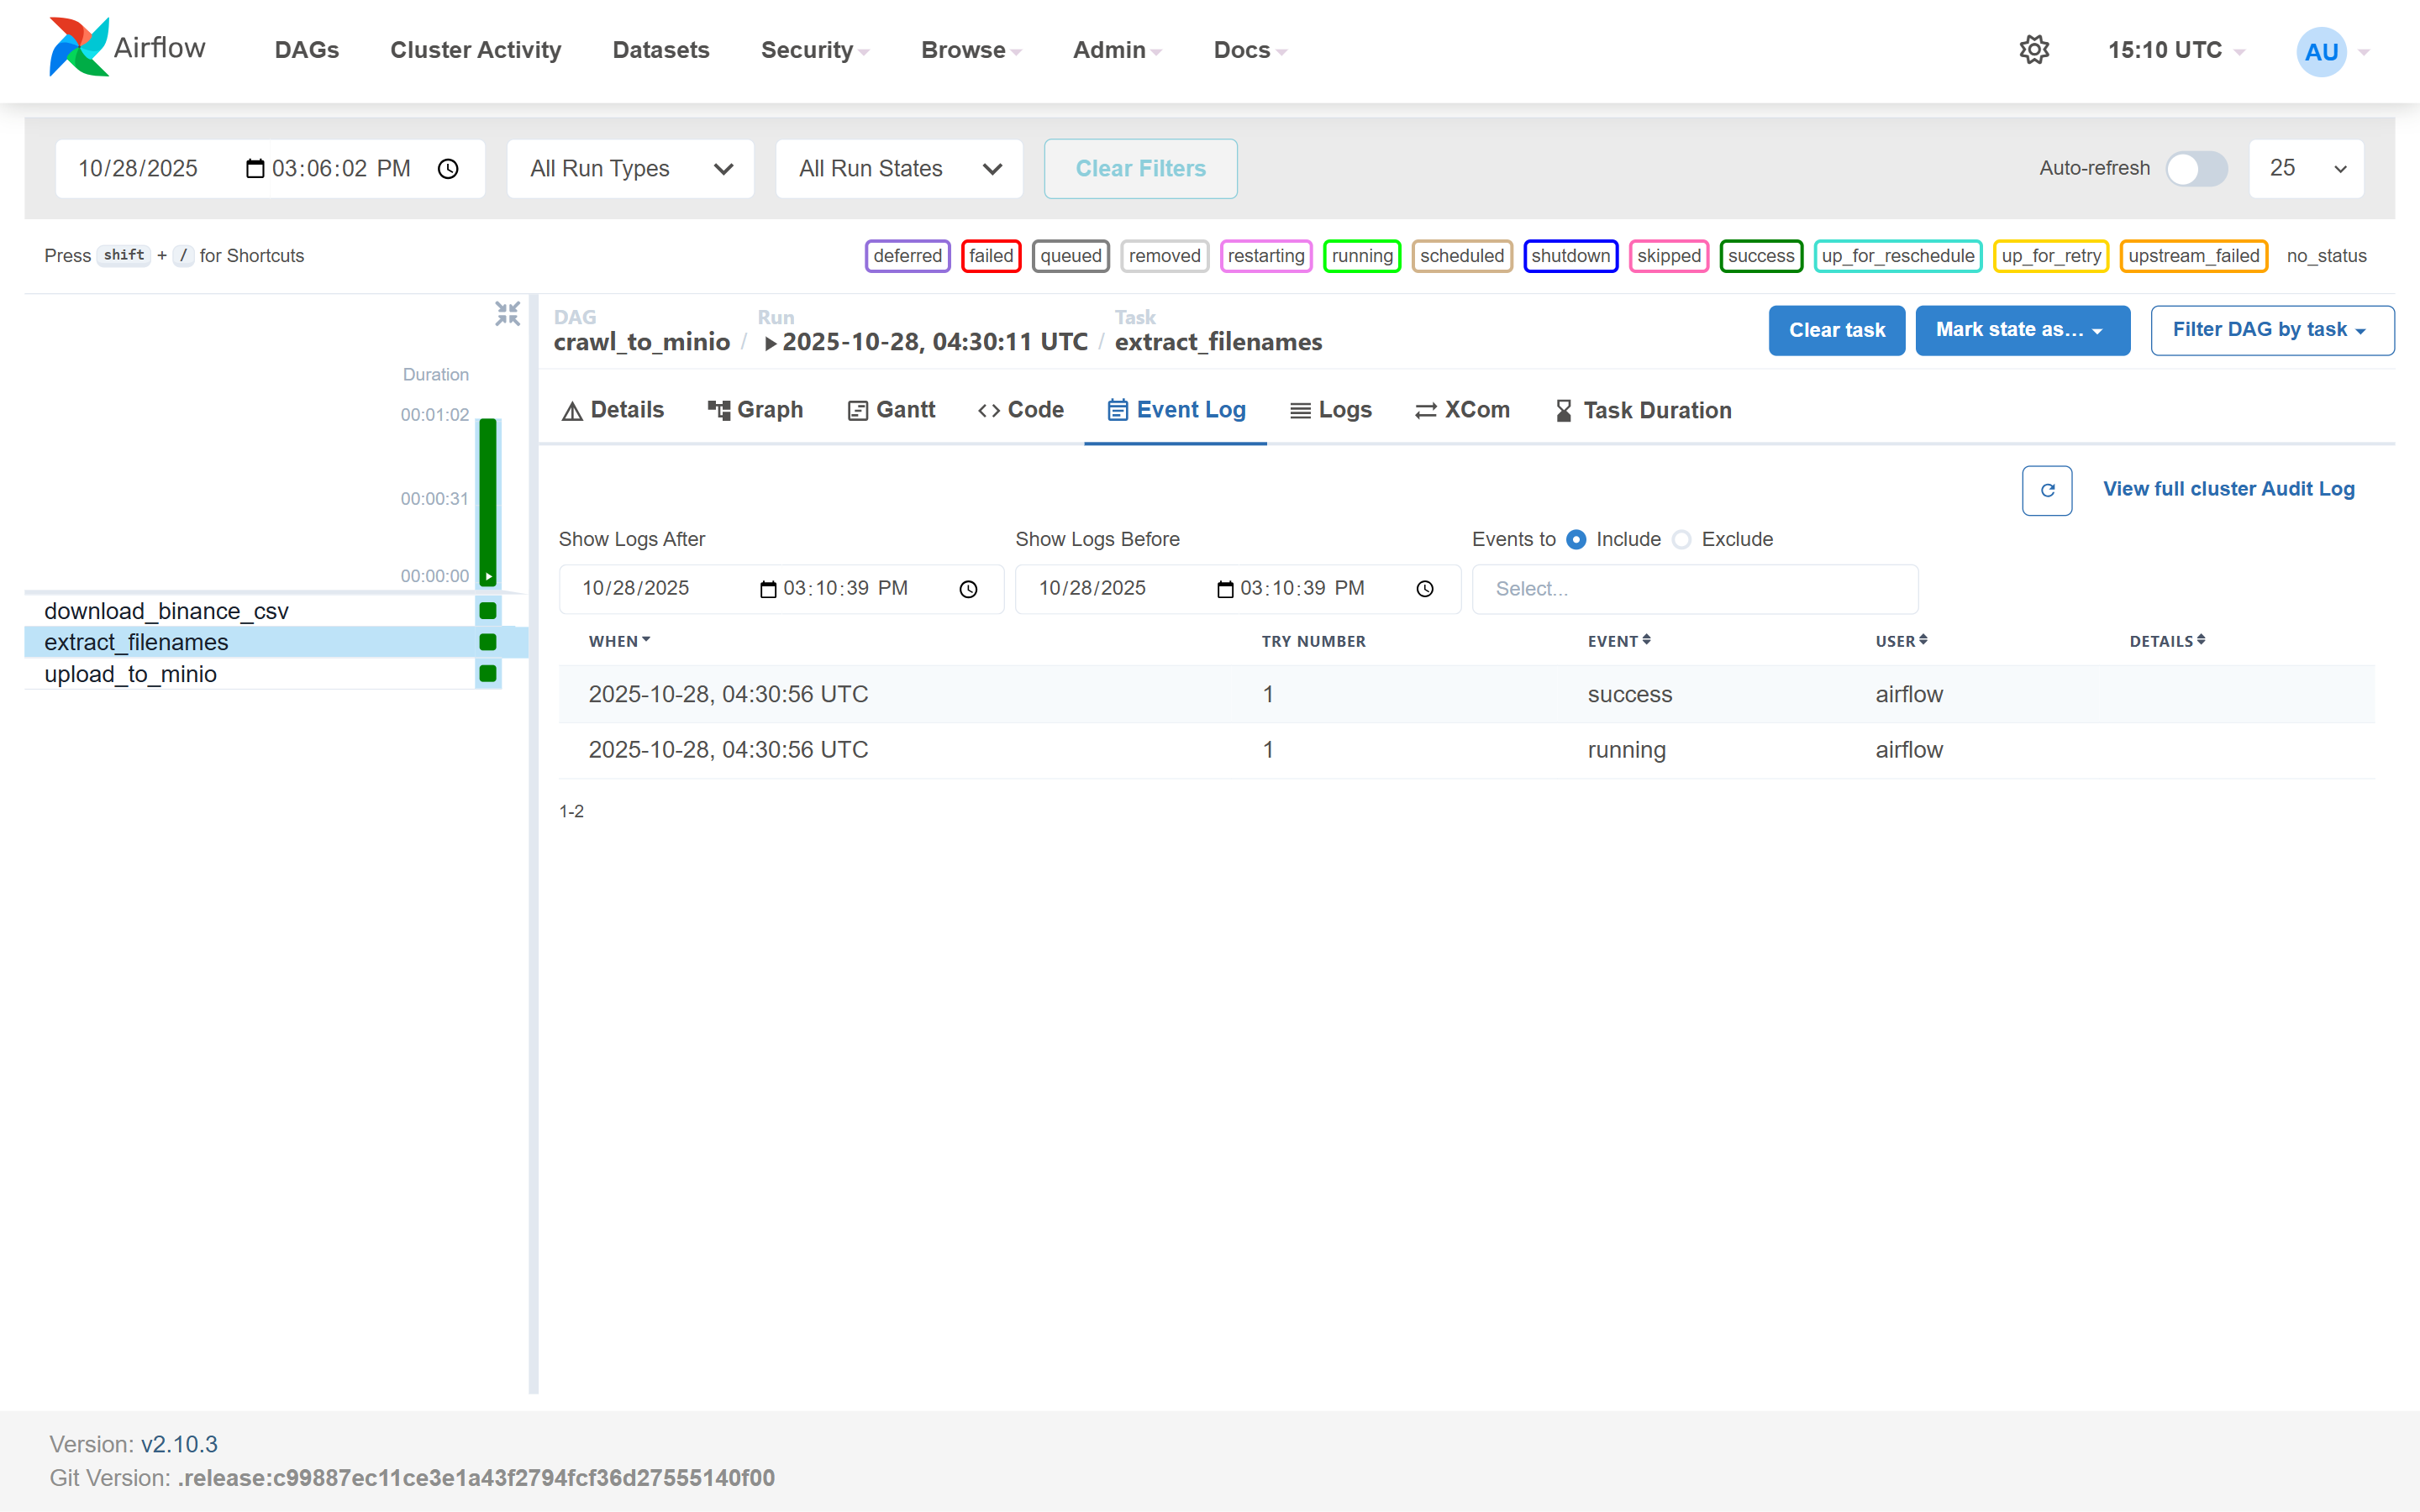 Airflow DAGs Cluster Activity Datasets Security Browse Admin Docs 15:10 UTC AU
10/28/2025 03:06:02 PM All Run Types All Run States Clear Filters Auto-refresh 25
Press shift + / for Shortcuts deferred failed queued removed restarting running scheduled shutdown skipped success up_for_reschedule up_for_retry upstream_failed no_status
DAG Run Task
crawl_to_minio / 2025-10-28, 04:30:11 UTC / extract_filenames
Clear task Mark state as... Filter DAG by task
Duration
00:01:02
00:00:31
00:00:00
download_binance_csv
extract_filenames
upload_to_minio
Details Graph Gantt Code Event Log Logs XCom Task Duration
View full cluster Audit Log
Show Logs After Show Logs Before Events to Include Exclude
10/28/2025 03:10:39 PM 10/28/2025 03:10:39 PM Select...
WHEN TRY NUMBER EVENT USER DETAILS
2025-10-28, 04:30:56 UTC 1 success airflow
2025-10-28, 04:30:56 UTC 1 running airflow
1-2
Version: v2.10.3
Git Version: .release:c99887ec11ce3e1a43f2794fcf36d27555140f00